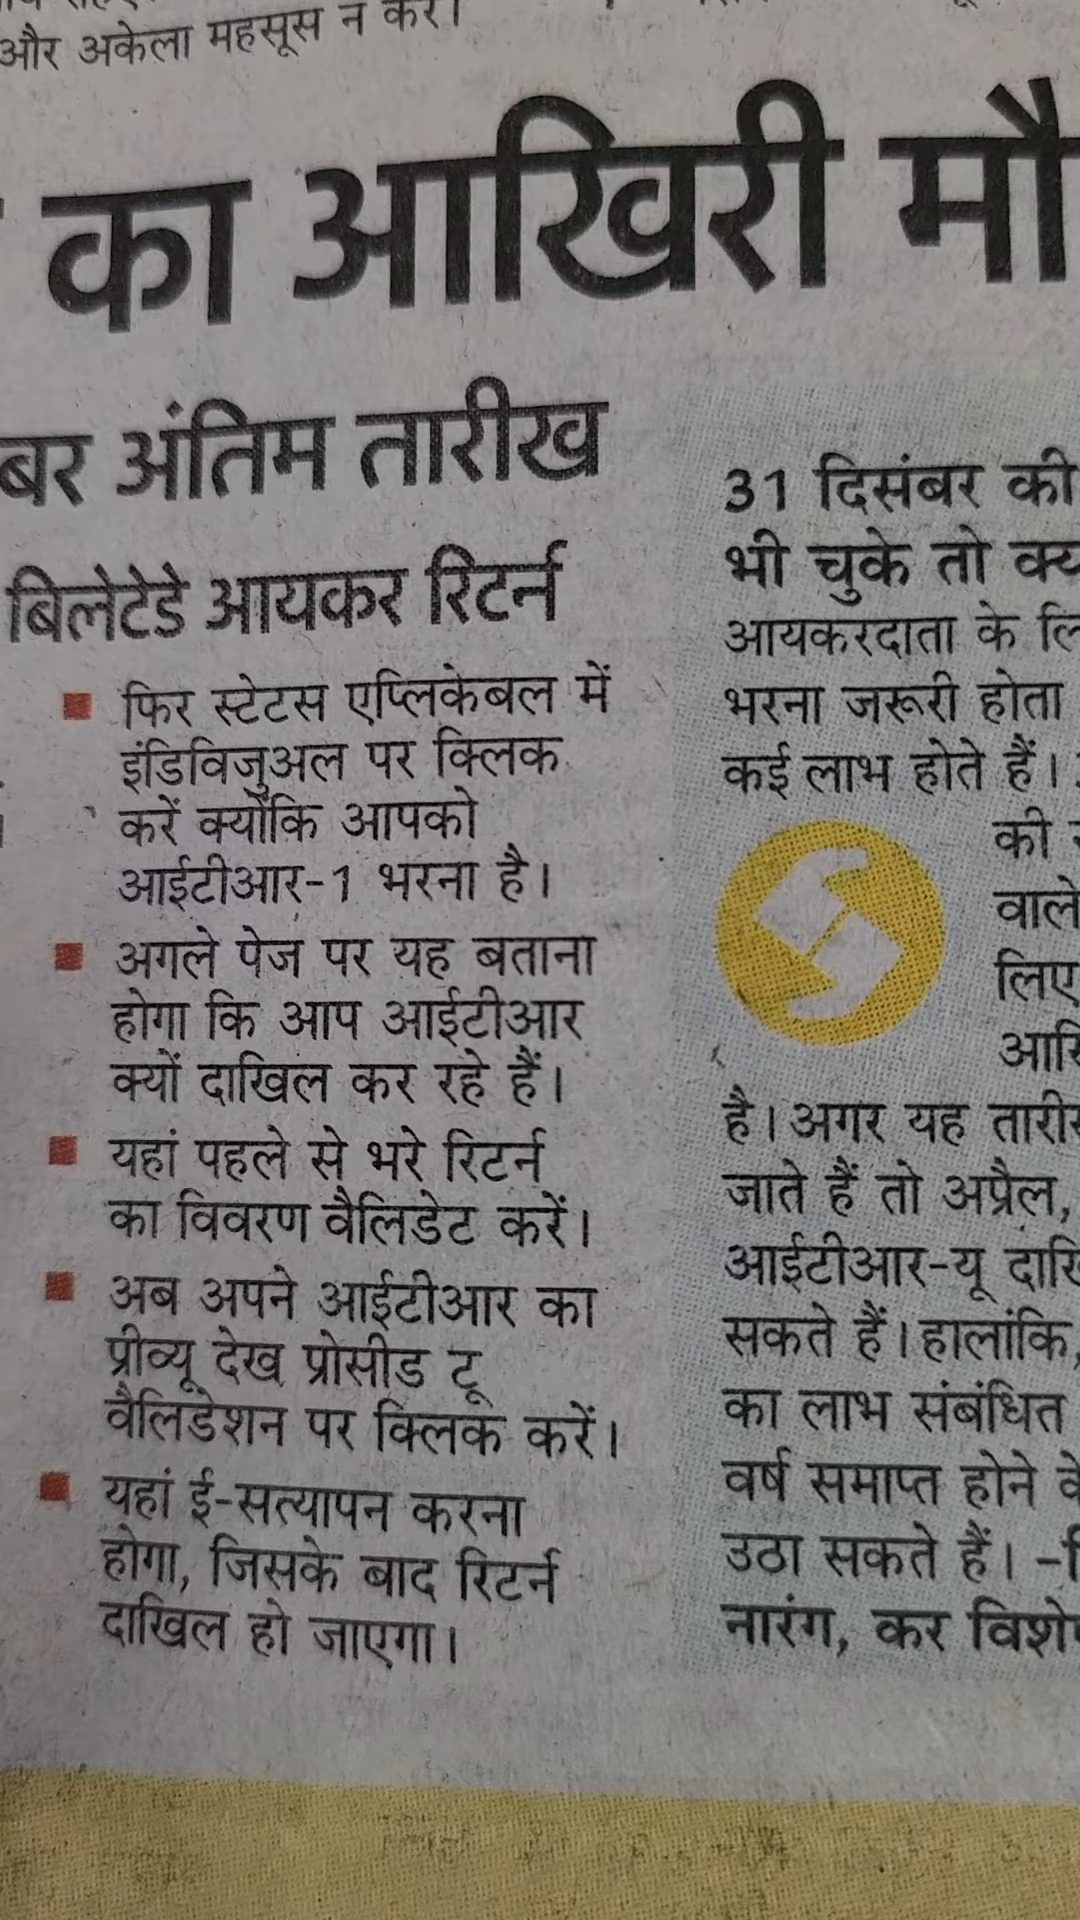 और अकेला महसूस न करें।
का आखिरी
अंतिम तारीख
बिलेटेडे आयकर रिटर्न
फिर स्टेटस एप्लिकेबल में
इंडिविजुअल पर क्लिक
करें क्योंकि आपको
आईटीआर-1 भरना है।
अगले पेज पर यह बताना
होगा कि आप आईटीआर
क्यों दाखिल कर रहे हैं।
यहां पहले से भरे रिटर्न
का विवरण वैलिडेट करें।
अब अपने आईटीआर का
प्रीव्यू देख प्रोसीड टू
वैलिडेशन पर क्लिक करें।
यहां ई-सत्यापन करना
होगा, जिसके बाद रिटर्न
दाखिल हो जाएगा।
31 दिसंबर की
भी चुके तो
आयकरदाता के
भरना जरूरी होता
कई लाभ होते हैं।
की
वाले
लिए
है। अगर यह
जाते हैं तो अप्रैल,
आईटीआर-यू
सकते हैं। हालांकि,
का लाभ संबंधित
वर्ष समाप्त होने
उठा सकते हैं।
नारंग, कर